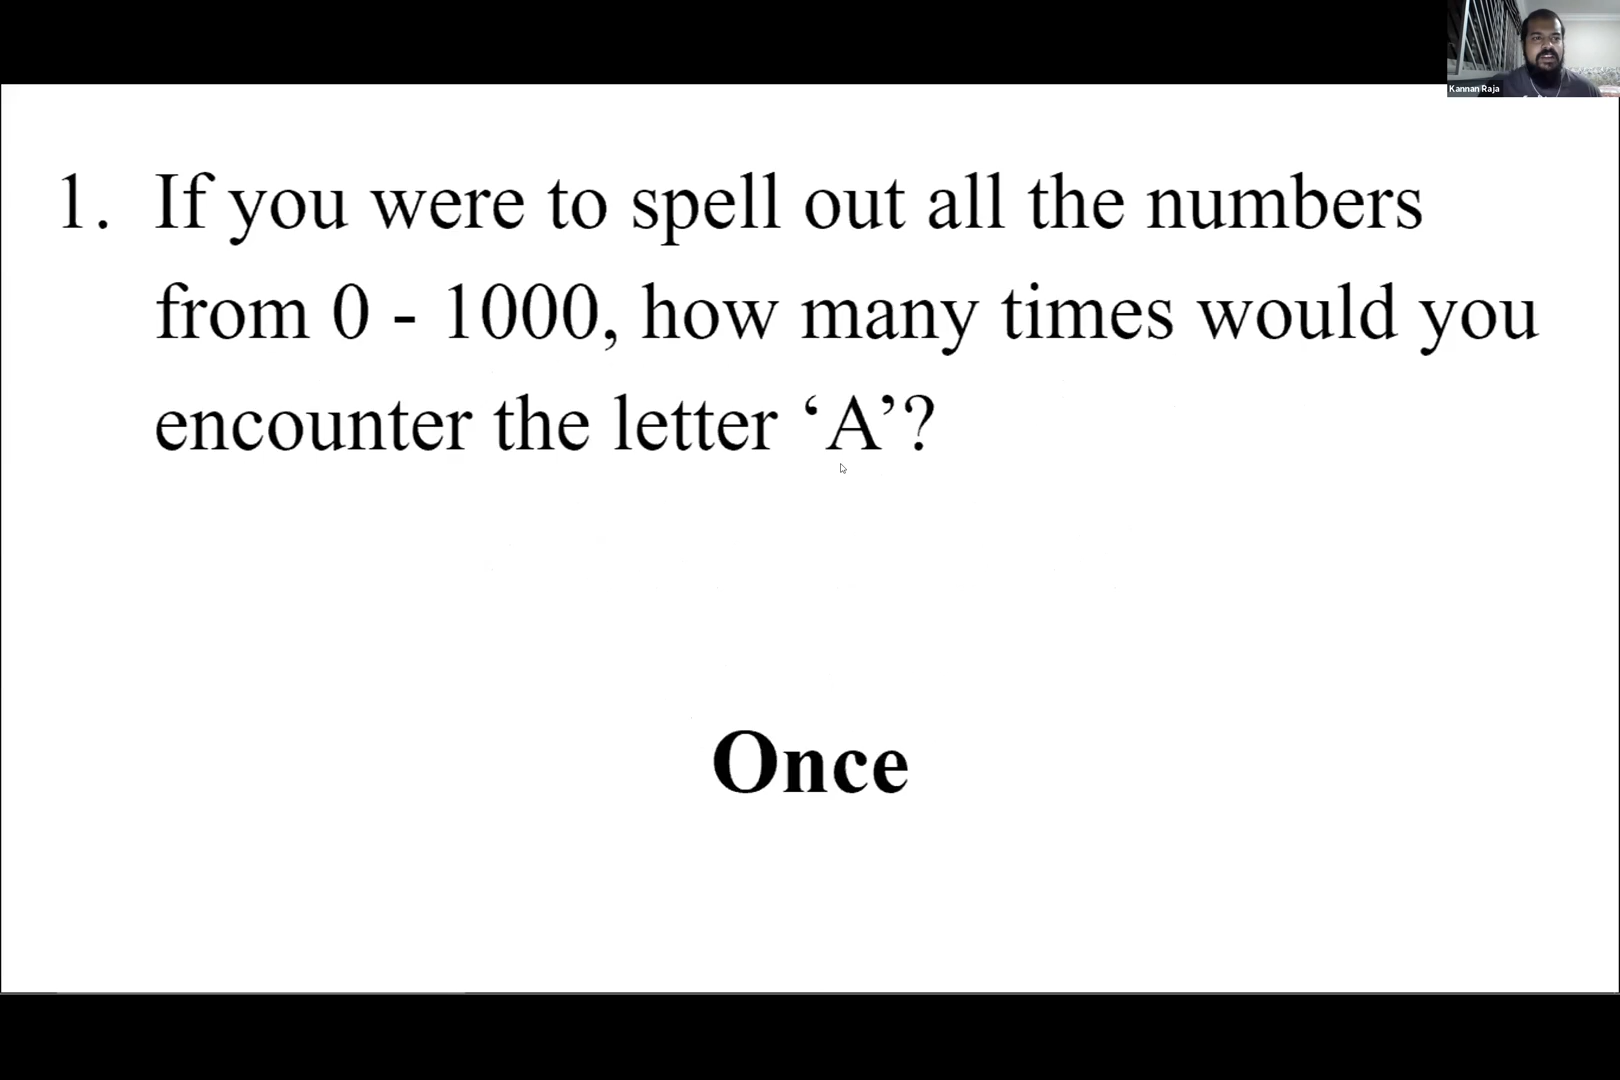 Kannan Raja
1. If you were to spell out all the numbers
from 0 - 1000, how many times would you
encounter the letter ‘A’?
Once